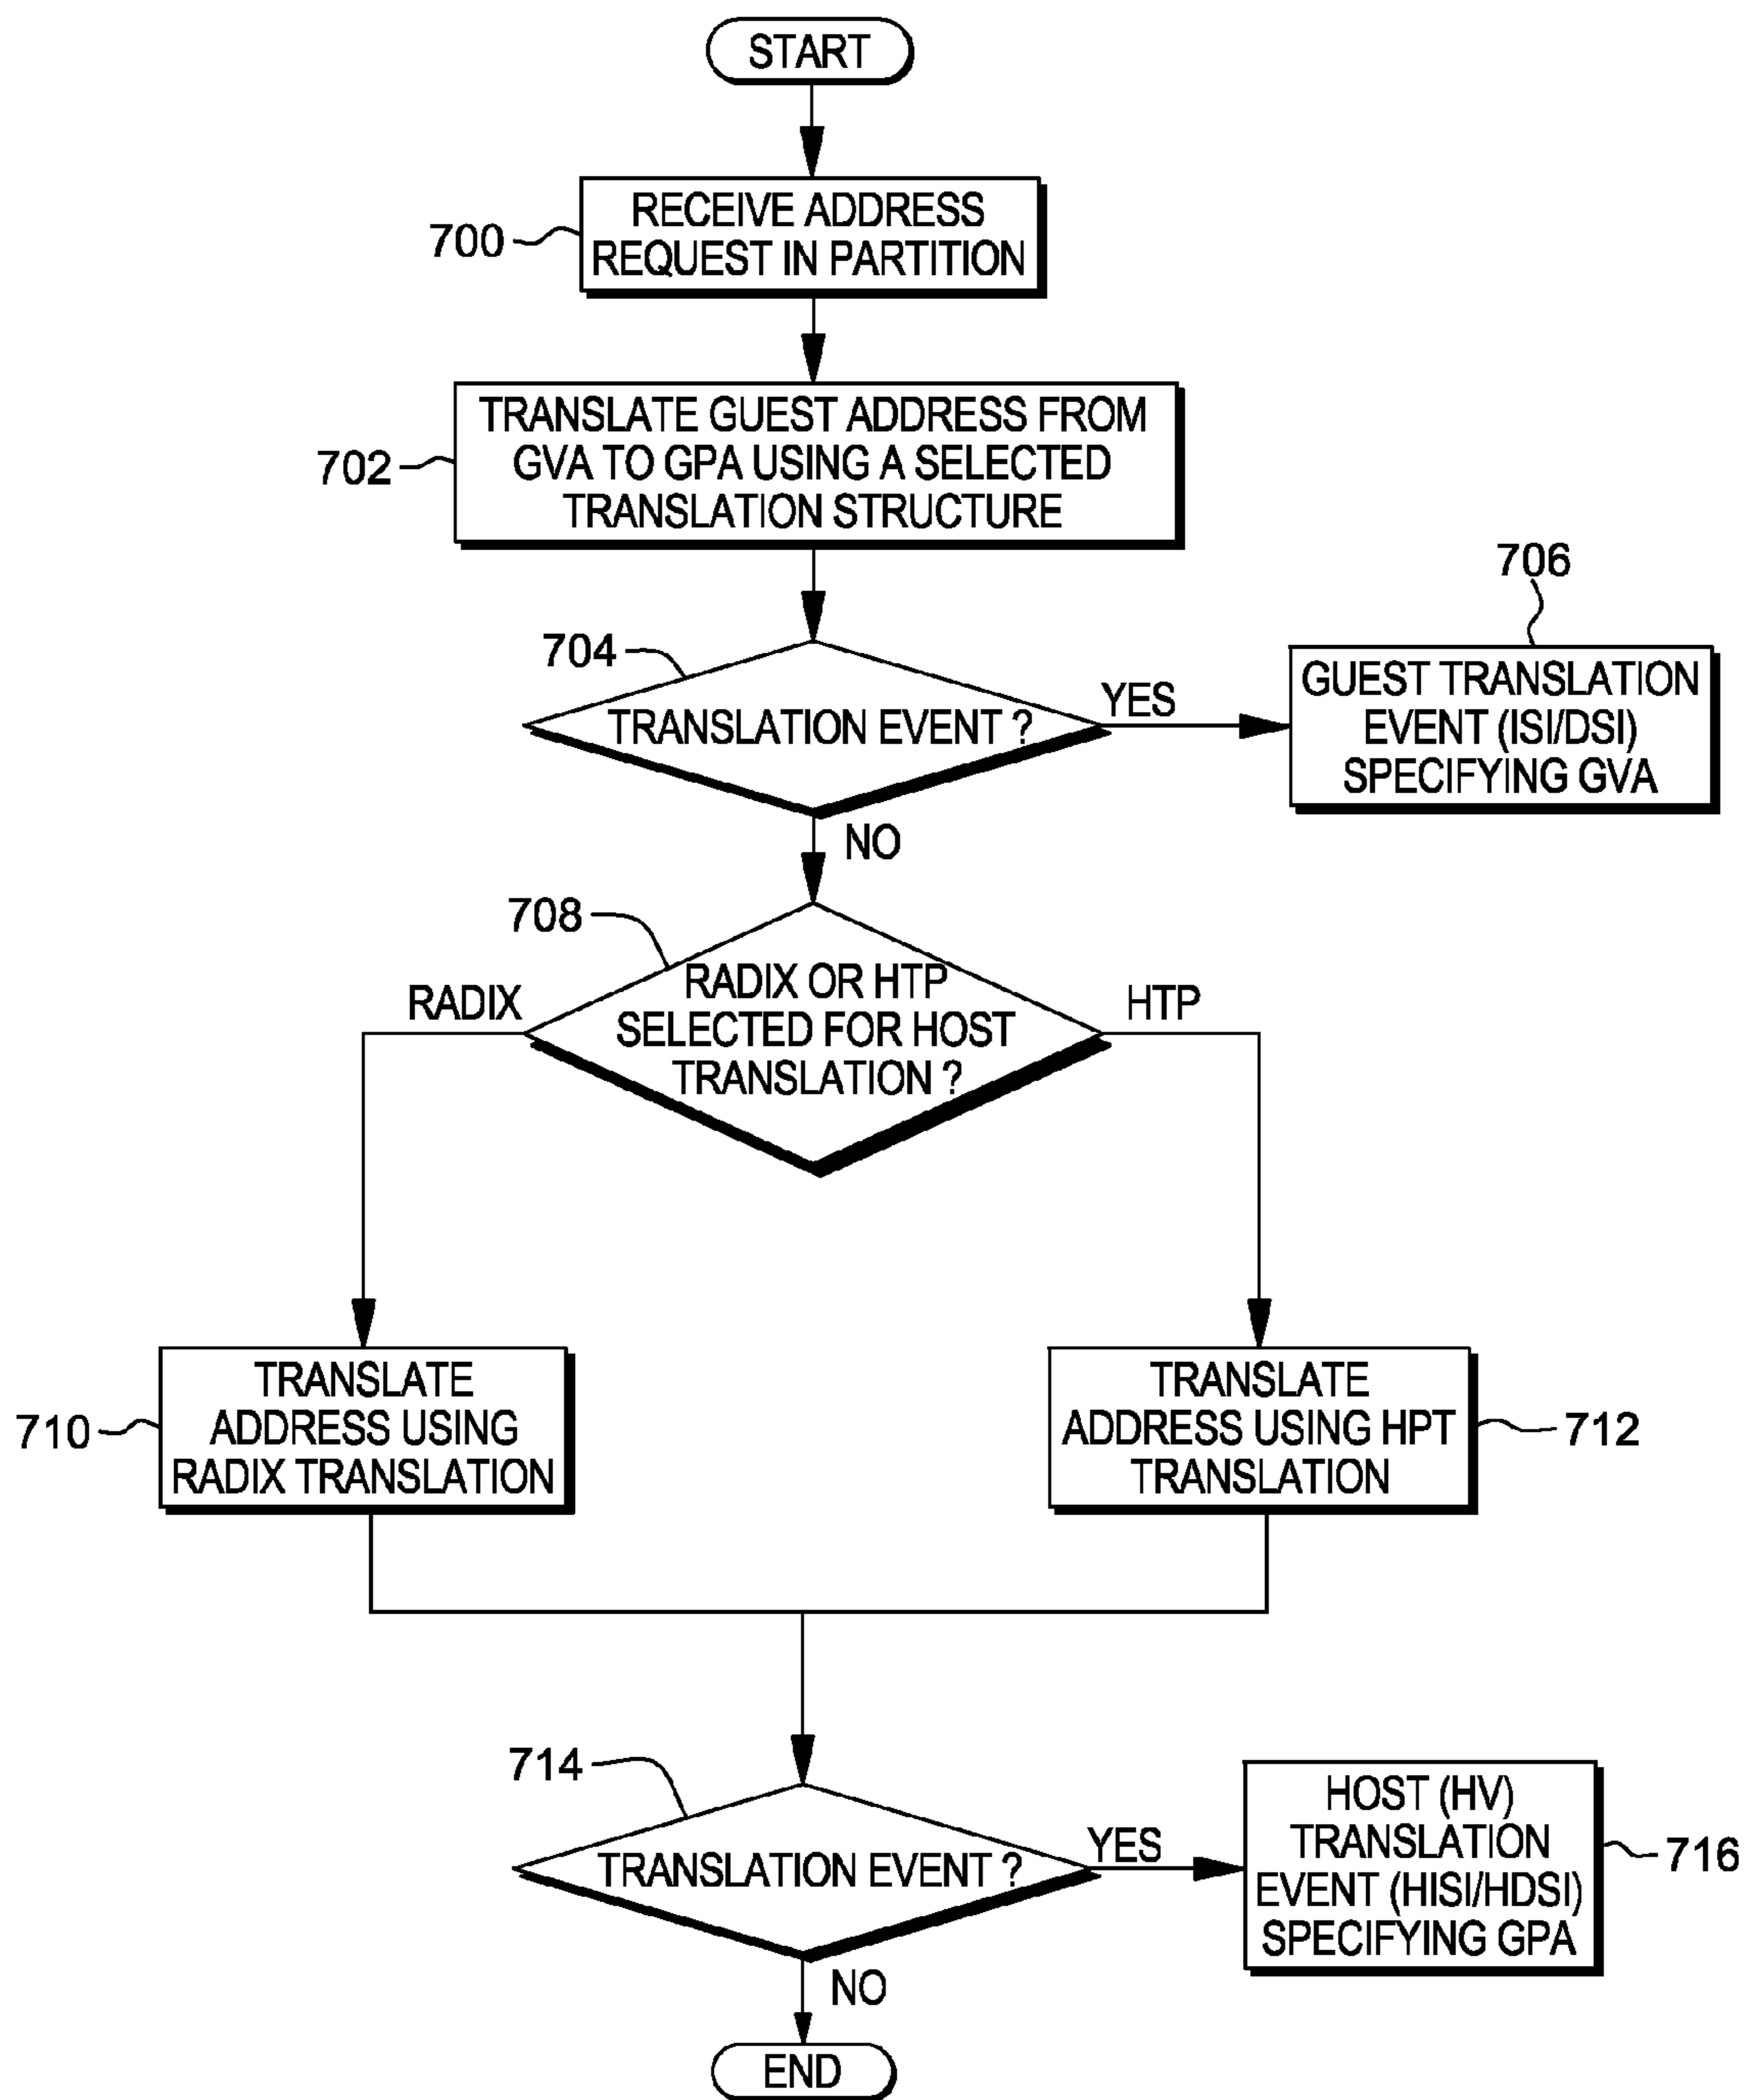 START
700
RECEIVE ADDRESS
REQUEST IN PARTITION
702
TRANSLATE GUEST ADDRESS FROM
GVA TO GPA USING A SELECTED
TRANSLATION STRUCTURE
704
TRANSLATION EVENT ?
YES
706
GUEST TRANSLATION
EVENT (ISI/DSI)
SPECIFYING GVA
NO
708
RADIX OR HTP
SELECTED FOR HOST
TRANSLATION ?
RADIX
HTP
710
TRANSLATE
ADDRESS USING
RADIX TRANSLATION
TRANSLATE
ADDRESS USING HPT
TRANSLATION
712
714
TRANSLATION EVENT ?
YES
HOST (HV)
TRANSLATION
EVENT (HISI/HDSI)
SPECIFYING GPA
716
NO
END